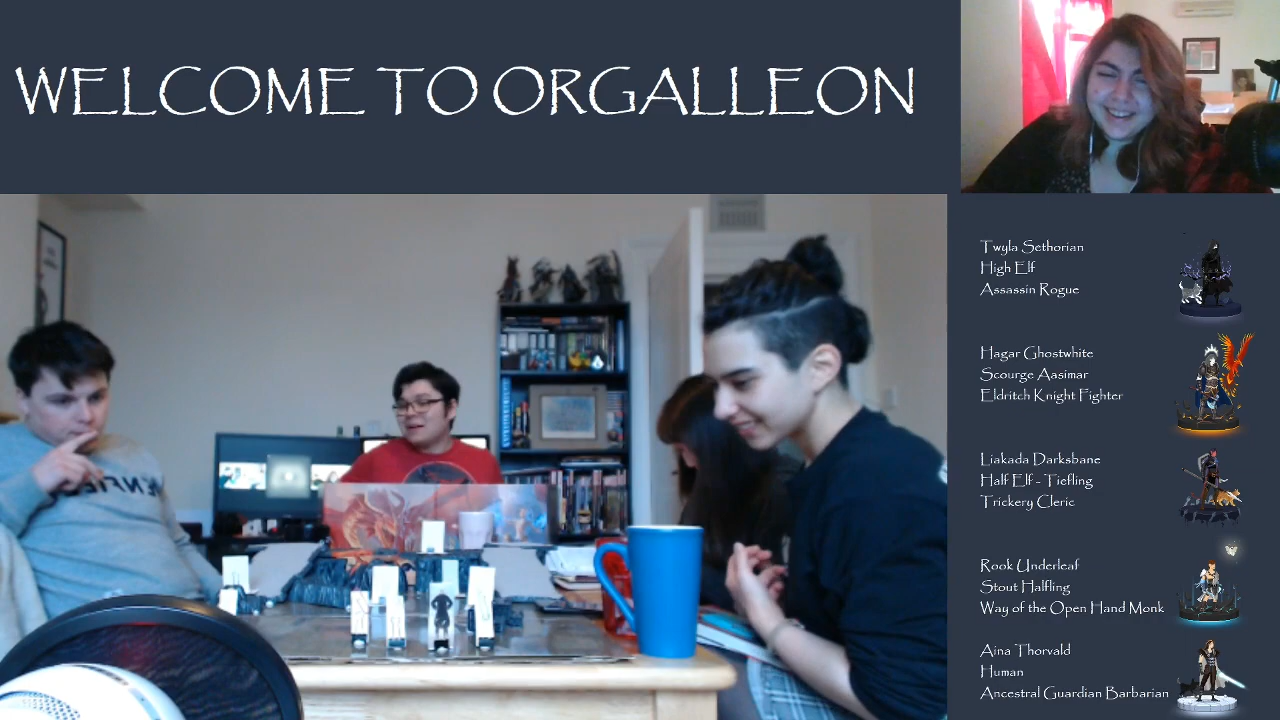 WELCOME TO ORGALLEON
Twyla Sethorian
High Elf
Assassin Rogue
Hagar Ghostwhite
Scourge Aasimar
Eldritch Knight Fighter
Liakada Darksbane
Half Elf - Tiefling
Trickery Cleric
Rook Underleaf
Stout Halfling
Way of the Open Hand Monk
Aina Thorvald
Human
Ancestral Guardian Barbarian